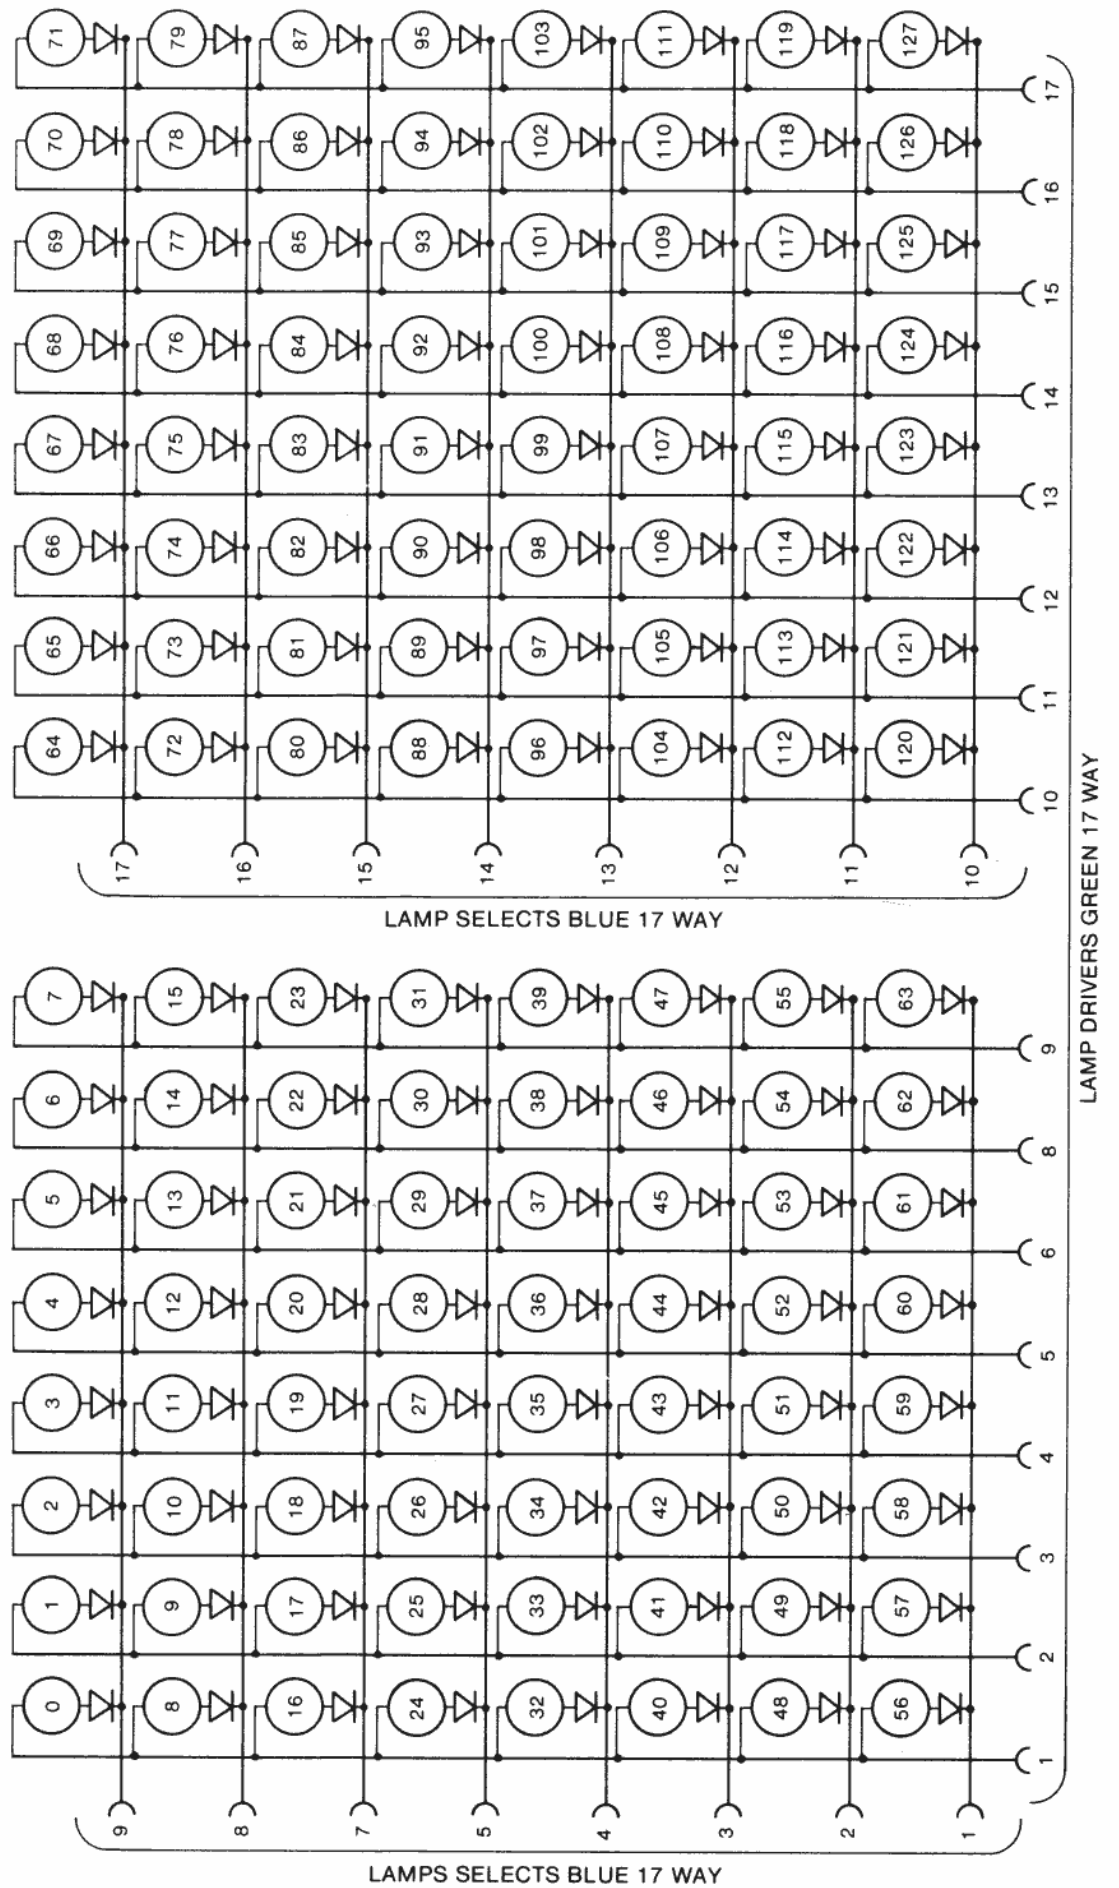 71 79 87 95 103 111 119 127
17
70 78 86 94 102 110 118 126
16
69 77 85 93 101 109 117 125
15
68 76 84 92 100 108 116 124
14
67 75 83 91 99 107 115 123
13
66 74 82 90 98 106 114 122
12
65 73 81 89 97 105 113 121
11
64 72 80 88 96 104 112 120
10
17 16 15 14 13 12 11 10
LAMP SELECTS BLUE 17 WAY
LAMP DRIVERS GREEN 17 WAY
7 15 23 31 39 47 55 63
9
6 14 22 30 38 46 54 62
8
5 13 21 29 37 45 53 61
6
4 12 20 28 36 44 52 60
5
3 11 19 27 35 43 51 59
4
2 10 18 26 34 42 50 58
3
1 9 17 25 33 41 49 57
2
0 8 16 24 32 40 48 56
1
9 8 7 5 4 3 2 1
LAMPS SELECTS BLUE 17 WAY